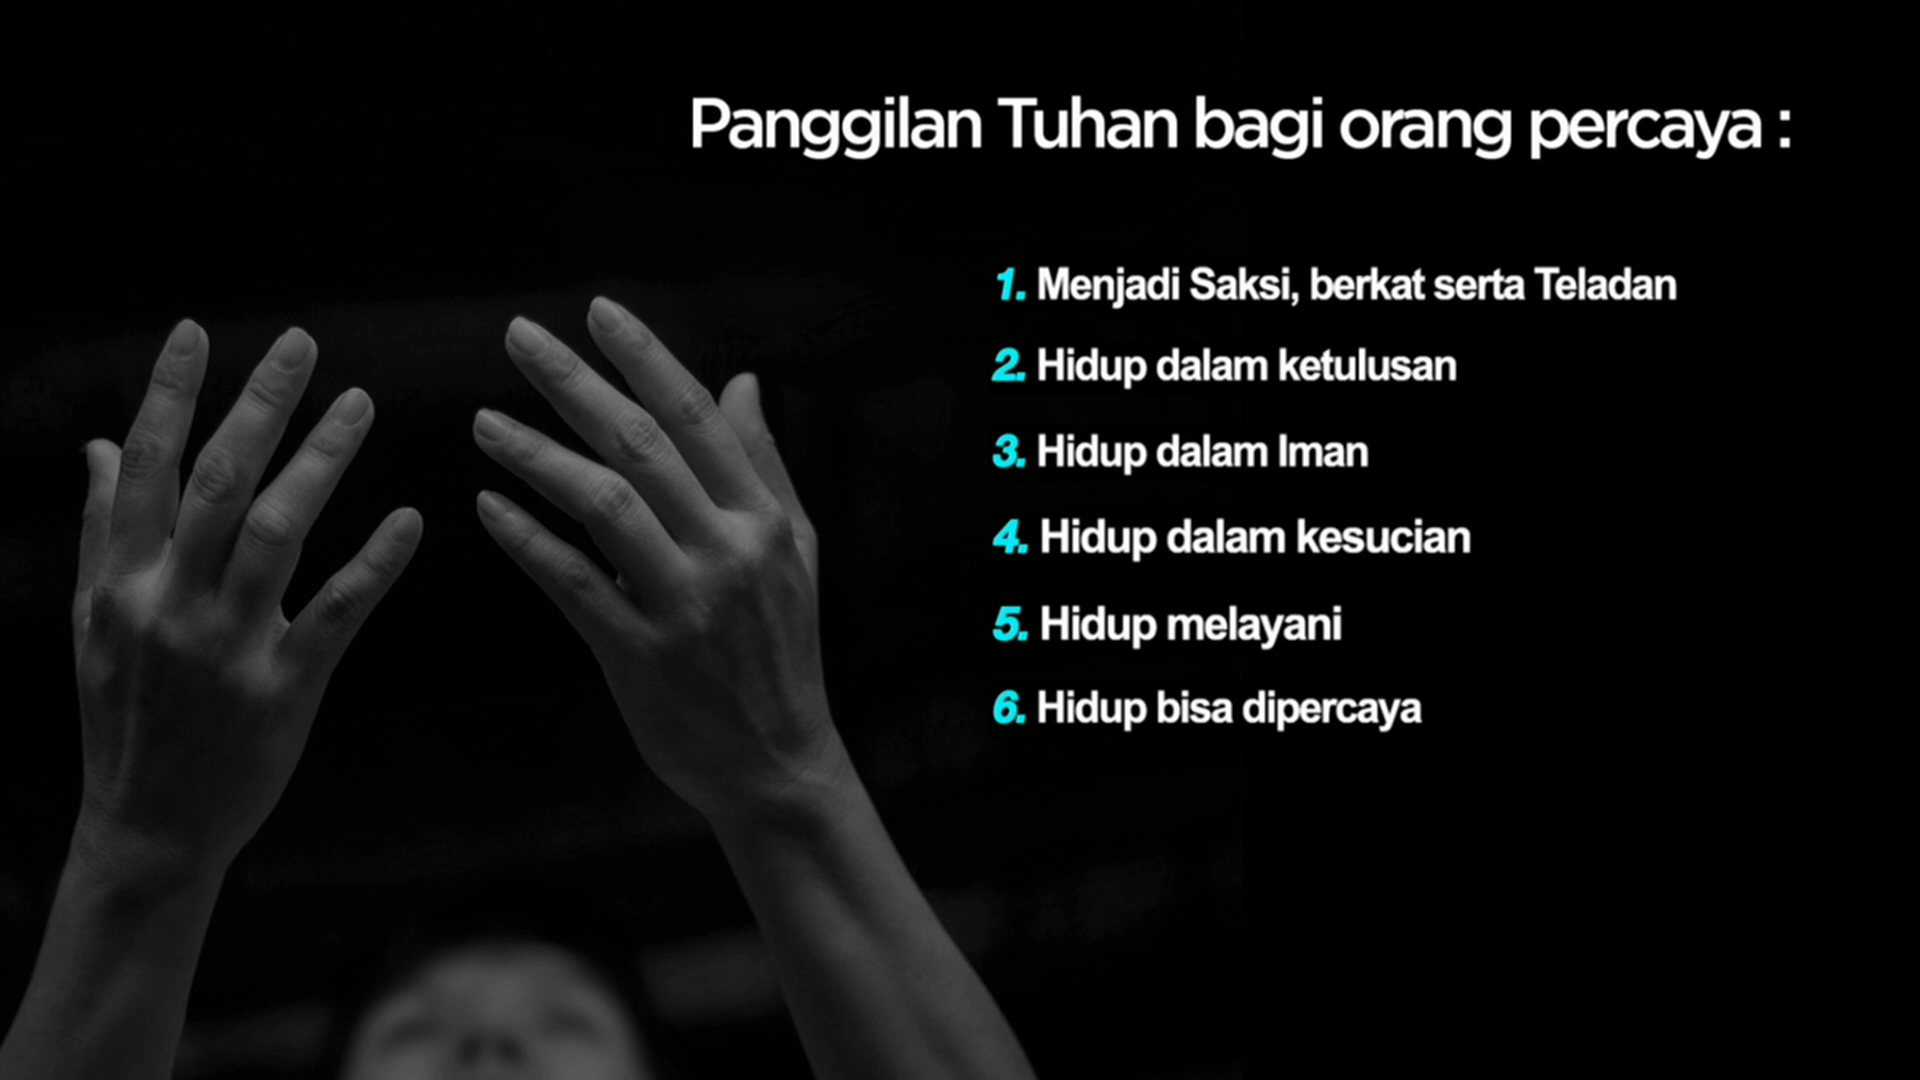 Panggilan Tuhan bagi orang percaya :
1. Menjadi Saksi, berkat serta Teladan
2. Hidup dalam ketulusan
3. Hidup dalam Iman
4. Hidup dalam kesucian
5. Hidup melayani
6. Hidup bisa dipercaya